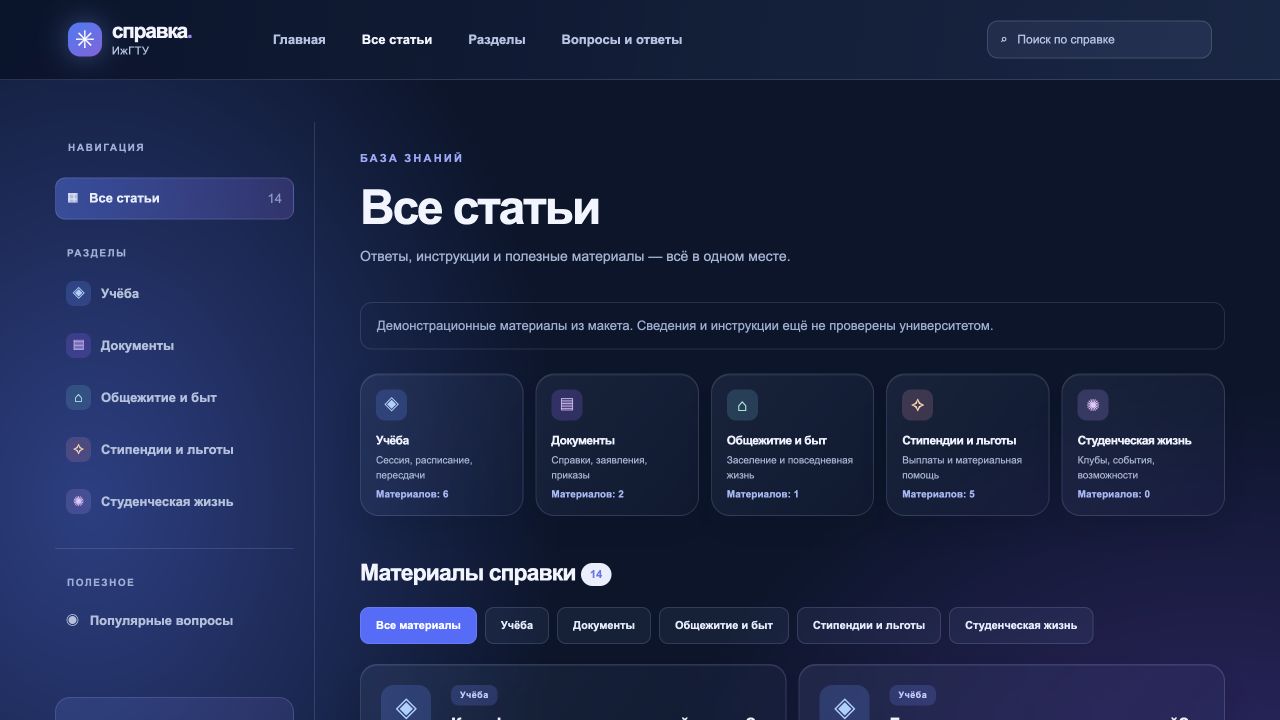 справка.
ИжГТУ
Главная
Все статьи
Разделы
Вопросы и ответы
Поиск по справке
НАВИГАЦИЯ
Все статьи 14
РАЗДЕЛЫ
Учёба
Документы
Общежитие и быт
Стипендии и льготы
Студенческая жизнь
ПОЛЕЗНОЕ
Популярные вопросы
БАЗА ЗНАНИЙ
Все статьи
Ответы, инструкции и полезные материалы — всё в одном месте.
Демонстрационные материалы из макета. Сведения и инструкции ещё не проверены университетом.
Учёба
Сессия, расписание,
пересдачи
Материалов: 6
Документы
Справки, заявления,
приказы
Материалов: 2
Общежитие и быт
Заселение и повседневная
жизнь
Материалов: 1
Стипендии и льготы
Выплаты и материальная
помощь
Материалов: 5
Студенческая жизнь
Клубы, события,
возможности
Материалов: 0
Материалы справки 14
Все материалы
Учёба
Документы
Общежитие и быт
Стипендии и льготы
Студенческая жизнь
Учёба
Учёба